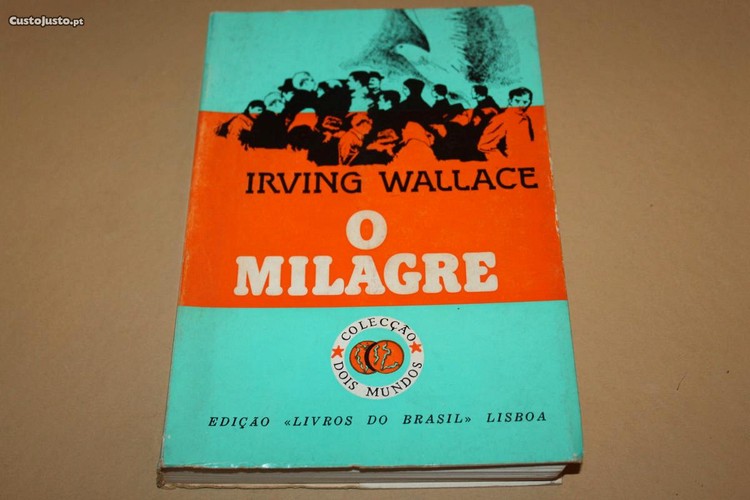 CustoJusto.pt
IRVING WALLACE
O
MILAGRE
COLECÇÃO
DOIS MUNDOS
EDIÇÃO «LIVROS DO BRASIL» LISBOA